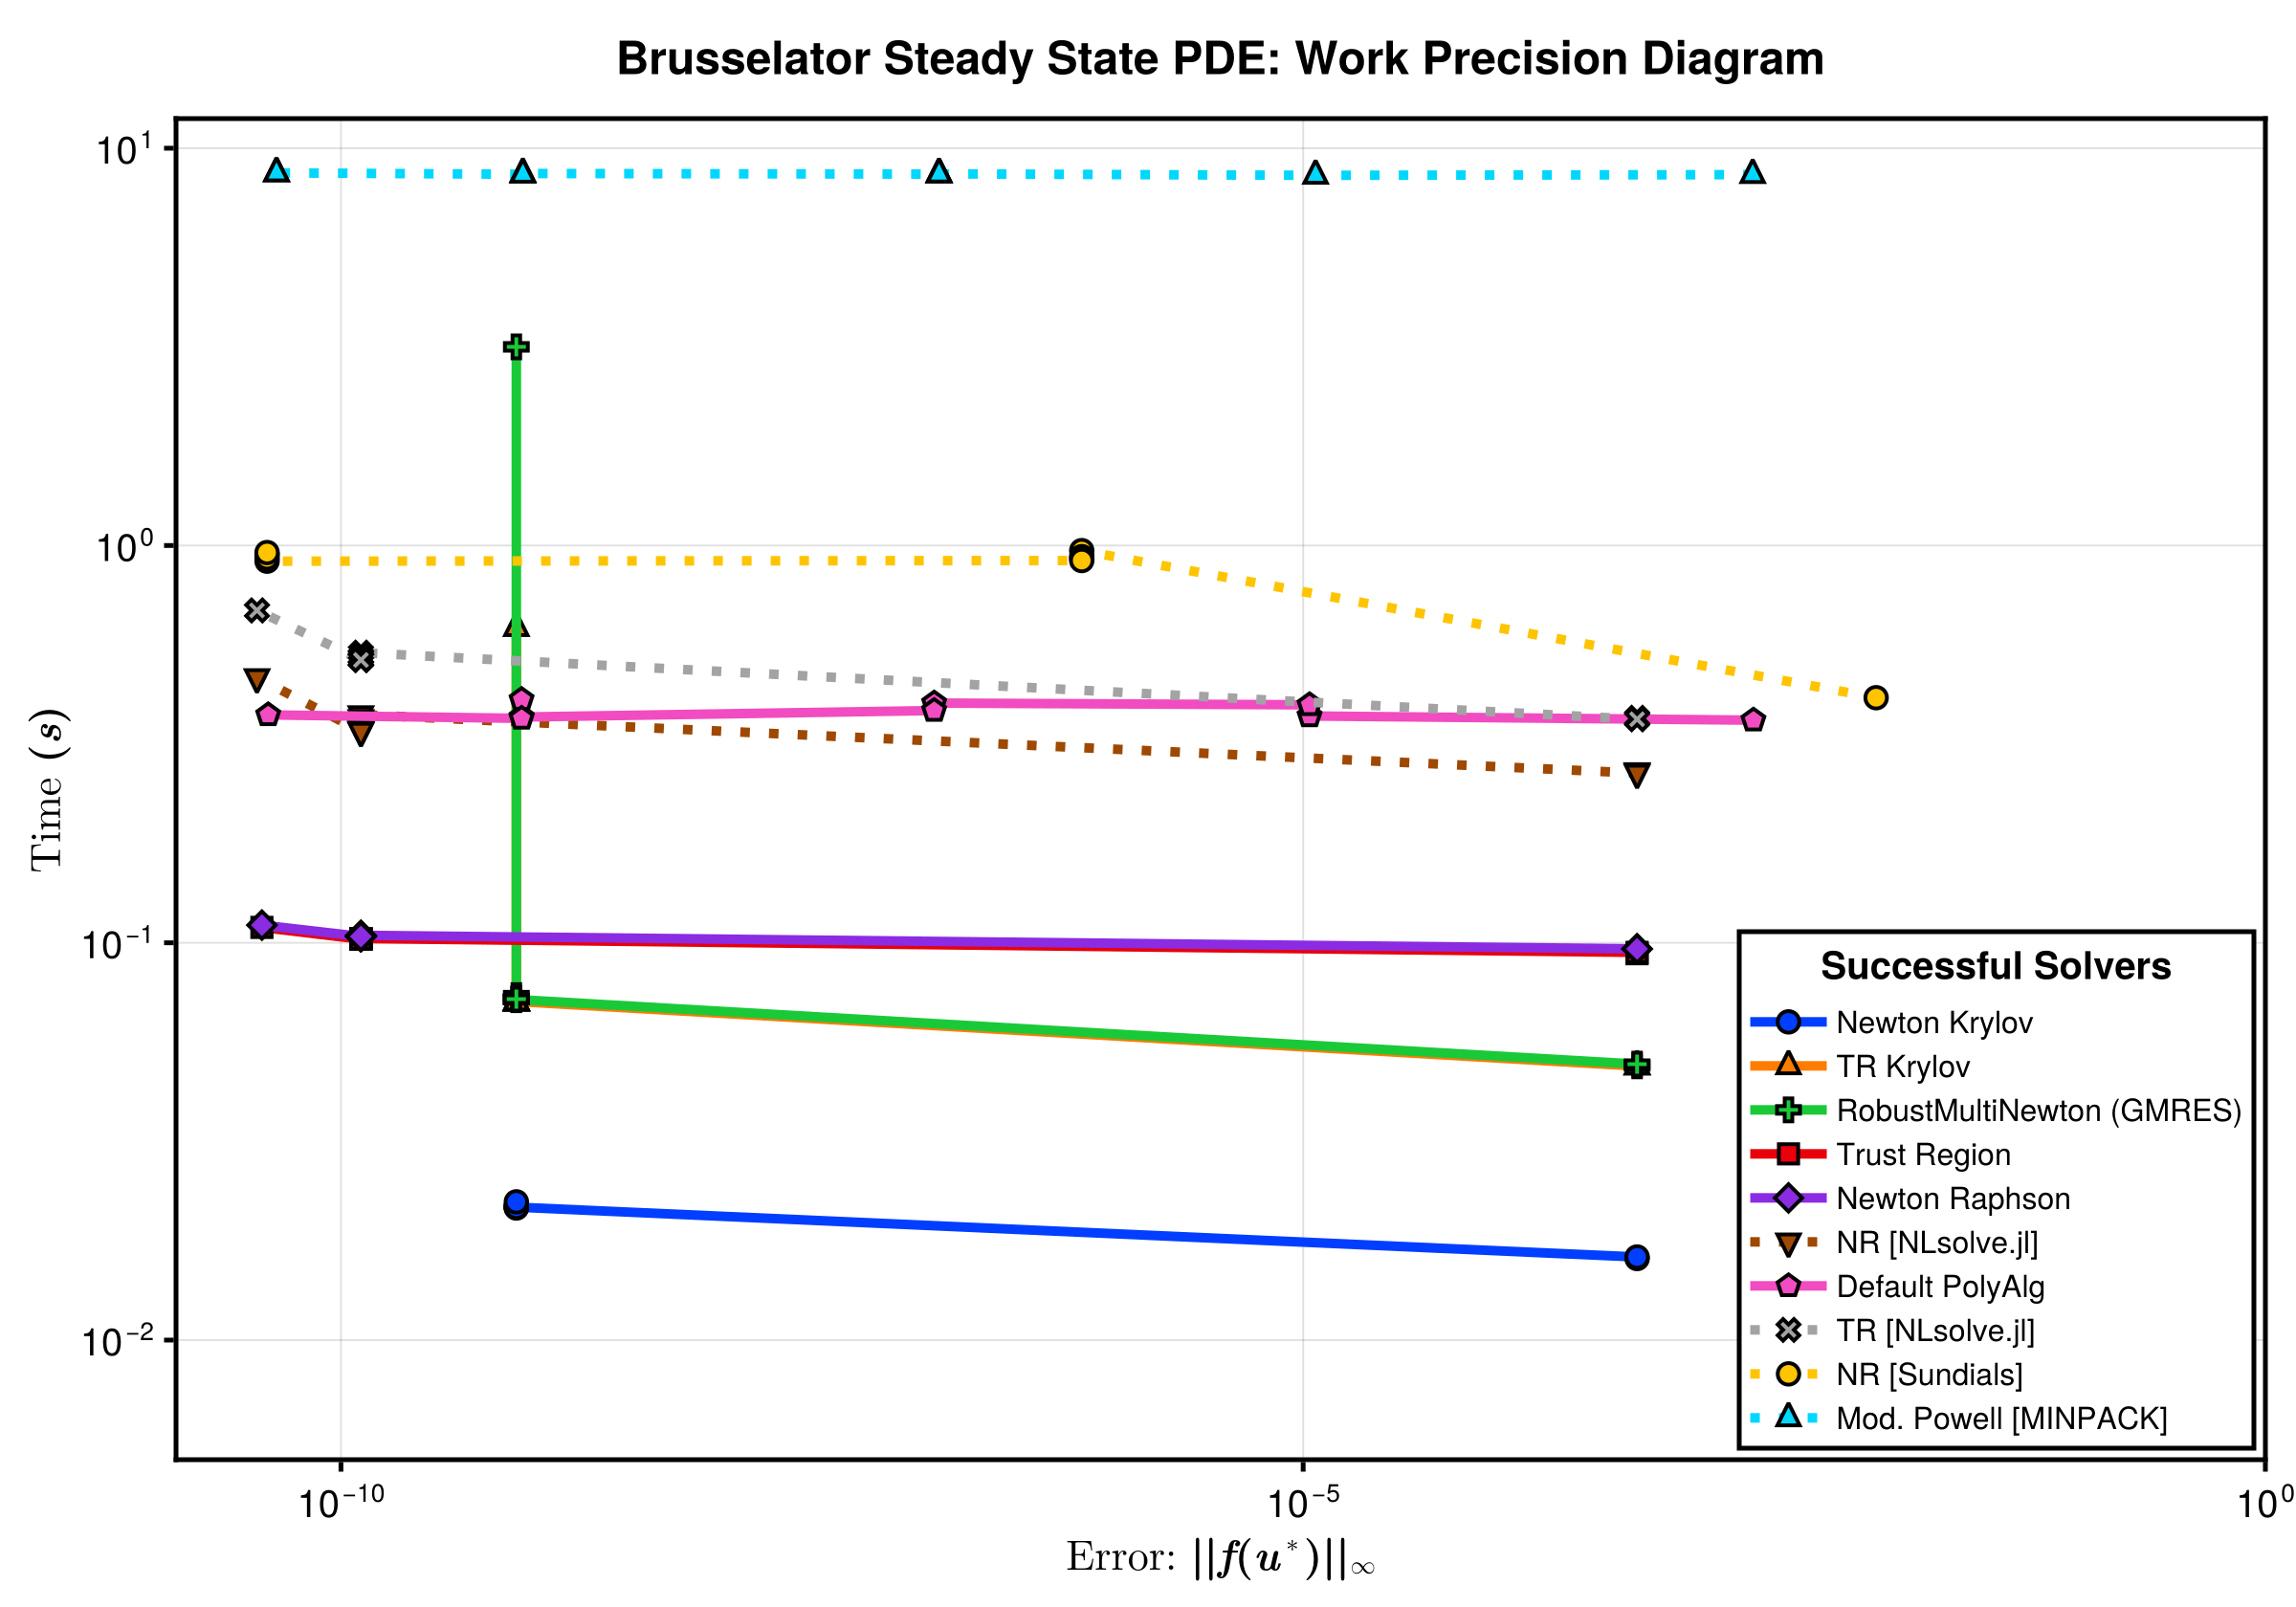 Brusselator Steady State PDE: Work Precision Diagram
10¹
10⁰
10⁻¹
10⁻²
Time (s)
10⁻¹⁰
10⁻⁵
10⁰
Error: ||f(u*)||∞
Successful Solvers
Newton Krylov
TR Krylov
RobustMultiNewton (GMRES)
Trust Region
Newton Raphson
NR [NLsolve.jl]
Default PolyAlg
TR [NLsolve.jl]
NR [Sundials]
Mod. Powell [MINPACK]